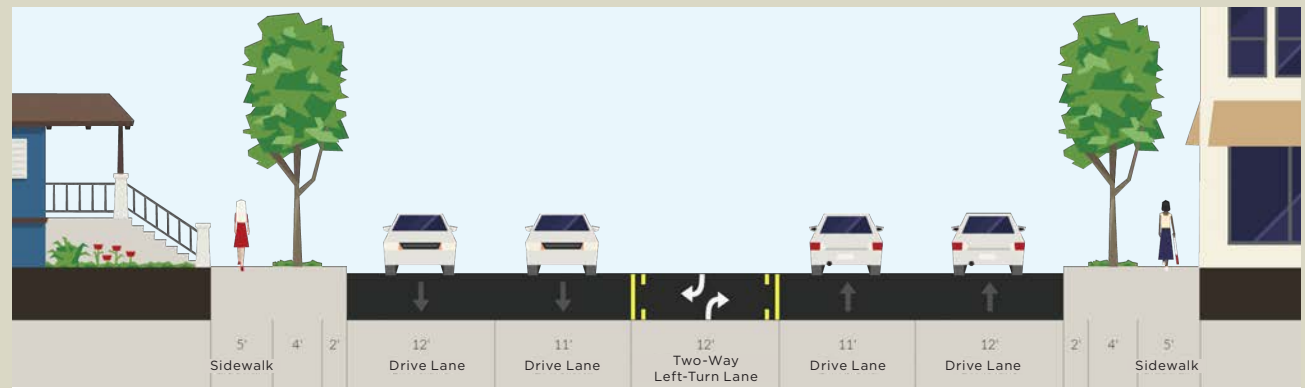 5' 4' 2' 12' 11' 12' 11' 12' 2' 4' 5'
Sidewalk Drive Lane Drive Lane Two-Way Left-Turn Lane Drive Lane Drive Lane Sidewalk